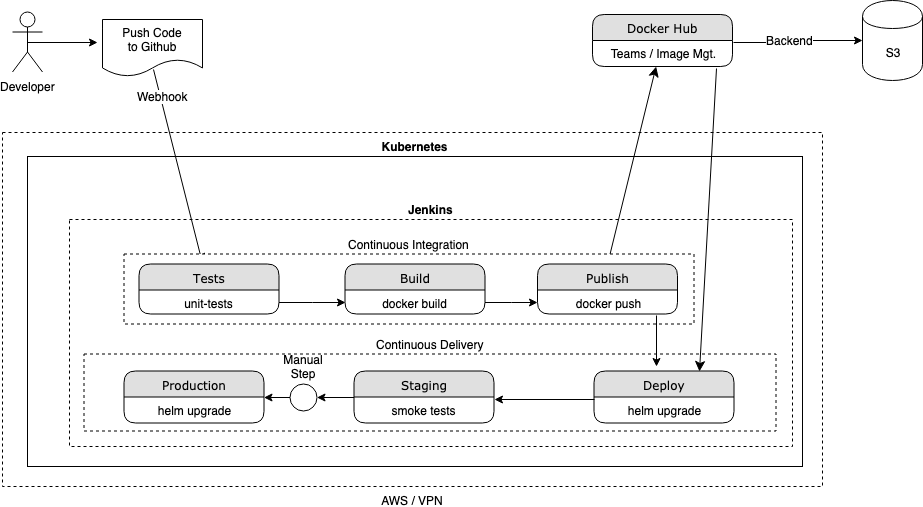 Push Code
to Github
Developer
Webhook
Docker Hub
Teams / Image Mgt.
Backend
S3
Kubernetes
Jenkins
Continuous Integration
Tests
unit-tests
Build
docker build
Publish
docker push
Continuous Delivery
Production
helm upgrade
Manual
Step
Staging
smoke tests
Deploy
helm upgrade
AWS / VPN